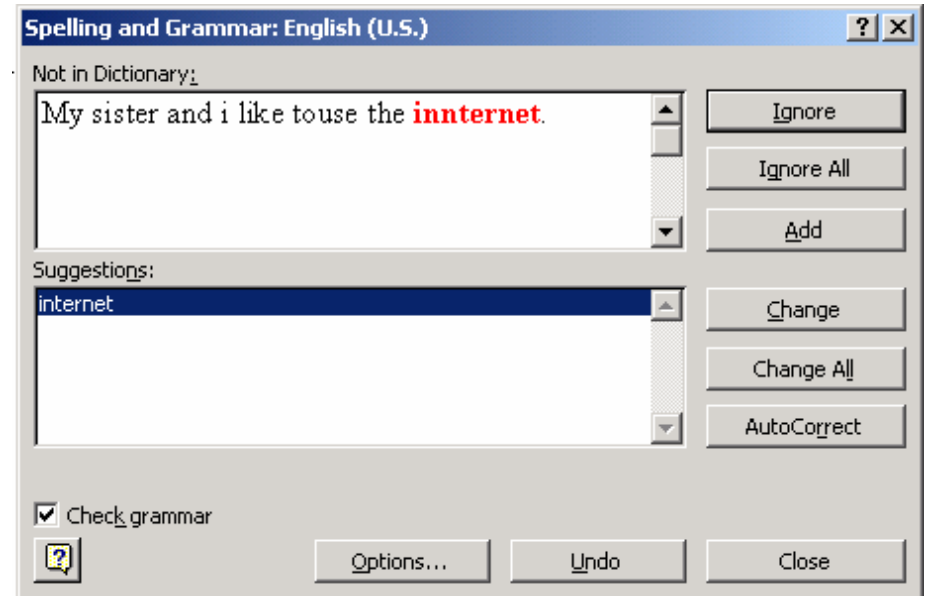 Spelling and Grammar: English (U.S.)
Not in Dictionary:
My sister and i like touse the innternet.
Ignore
Ignore All
Add
Suggestions:
internet
Change
Change All
AutoCorrect
Check grammar
Options...
Undo
Close